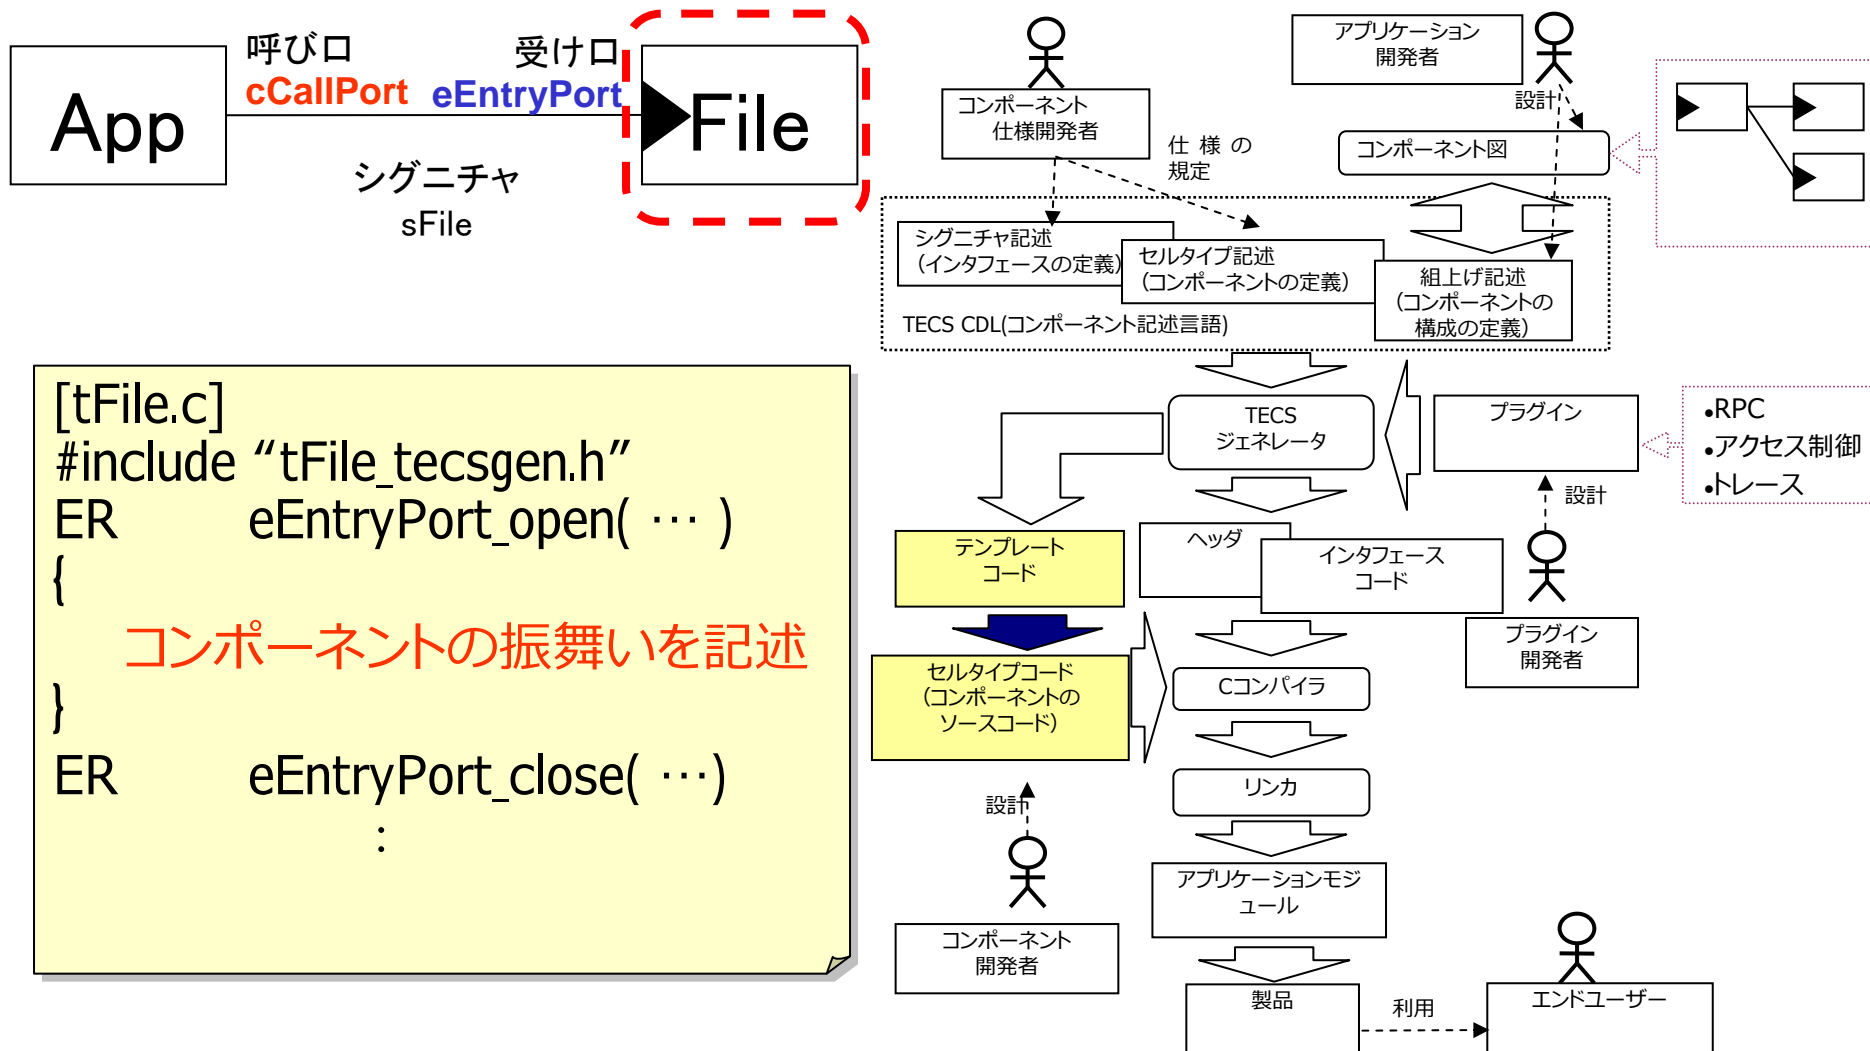 呼び口
受け口
cCallPort
eEntryPort
App
File
シグニチャ
sFile
[tFile.c]
#include “tFile_tecsgen.h”
ER eEntryPort_open( … )
{
コンポーネントの振舞いを記述
}
ER eEntryPort_close( …)
:
アプリケーション
開発者
コンポーネント
仕様開発者
設計
仕 様 の
規定
コンポーネント図
シグニチャ記述
（インタフェースの定義）
セルタイプ記述
（コンポーネントの定義）
組上げ記述
（コンポーネントの
構成の定義）
TECS CDL(コンポーネント記述言語)
TECS
ジェネレータ
プラグイン
•RPC
•アクセス制御
•トレース
設計
テンプレート
コード
ヘッダ
インタフェース
コード
プラグイン
開発者
セルタイプコード
（コンポーネントの
ソースコード）
Cコンパイラ
設計
リンカ
アプリケーションモジ
ュール
コンポーネント
開発者
製品
利用
エンドユーザー